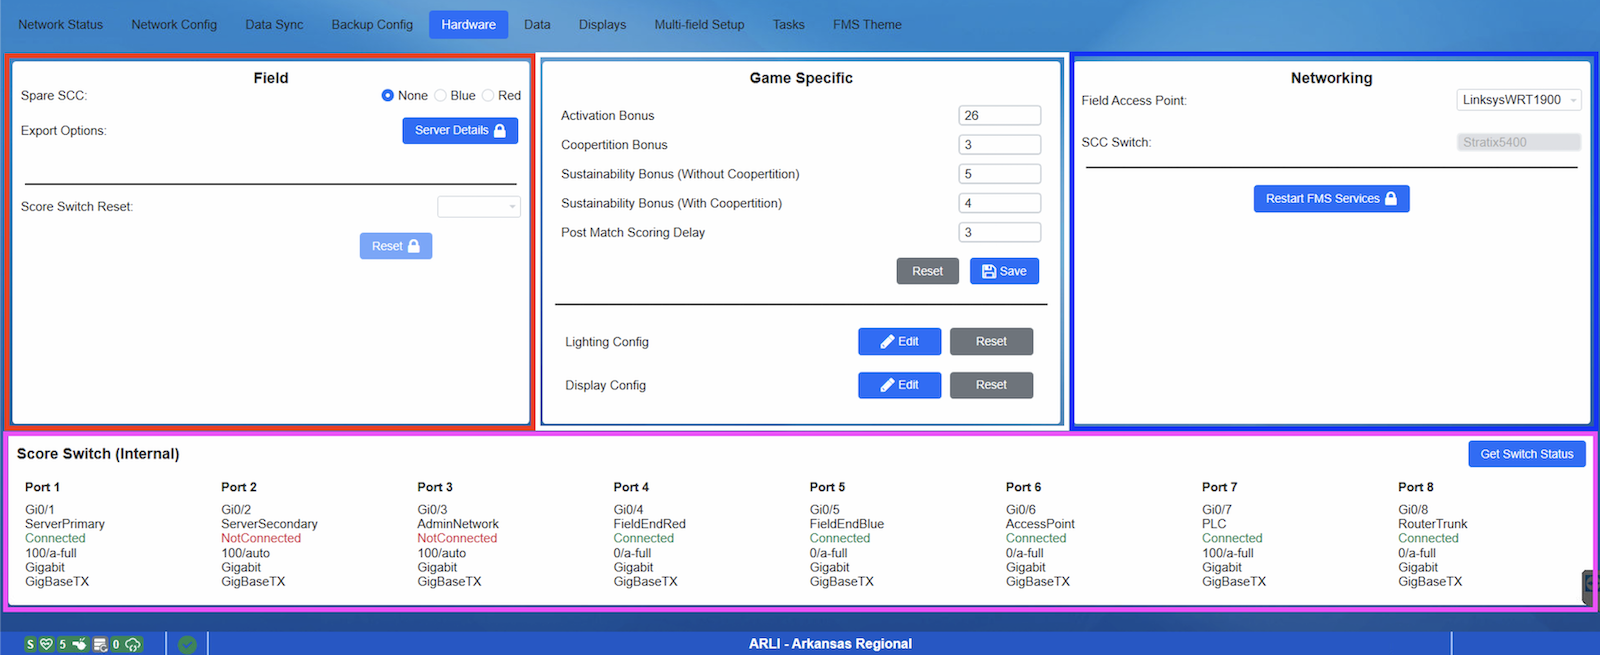 Network Status Network Config Data Sync Backup Config Hardware Data Displays Multi-field Setup Tasks FMS Theme
Field
Spare SCC: None Blue Red
Export Options: Server Details
Score Switch Reset:
Reset
Game Specific
Activation Bonus 26
Coopertition Bonus 3
Sustainability Bonus (Without Coopertition) 5
Sustainability Bonus (With Coopertition) 4
Post Match Scoring Delay 3
Reset Save
Lighting Config Edit Reset
Display Config Edit Reset
Networking
Field Access Point: LinksysWRT1900
SCC Switch: Stratix5400
Restart FMS Services
Score Switch (Internal) Get Switch Status
Port 1 Port 2 Port 3 Port 4 Port 5 Port 6 Port 7 Port 8
Gi0/1 Gi0/2 Gi0/3 Gi0/4 Gi0/5 Gi0/6 Gi0/7 Gi0/8
ServerPrimary ServerSecondary AdminNetwork FieldEndRed FieldEndBlue AccessPoint PLC RouterTrunk
Connected NotConnected NotConnected Connected Connected Connected Connected Connected
100/a-full 100/auto 100/auto 0/a-full 0/a-full 0/a-full 100/a-full 0/a-full
Gigabit Gigabit Gigabit Gigabit Gigabit Gigabit Gigabit Gigabit
GigBaseTX GigBaseTX GigBaseTX GigBaseTX GigBaseTX GigBaseTX GigBaseTX GigBaseTX
S 5 0 ARLI - Arkansas Regional